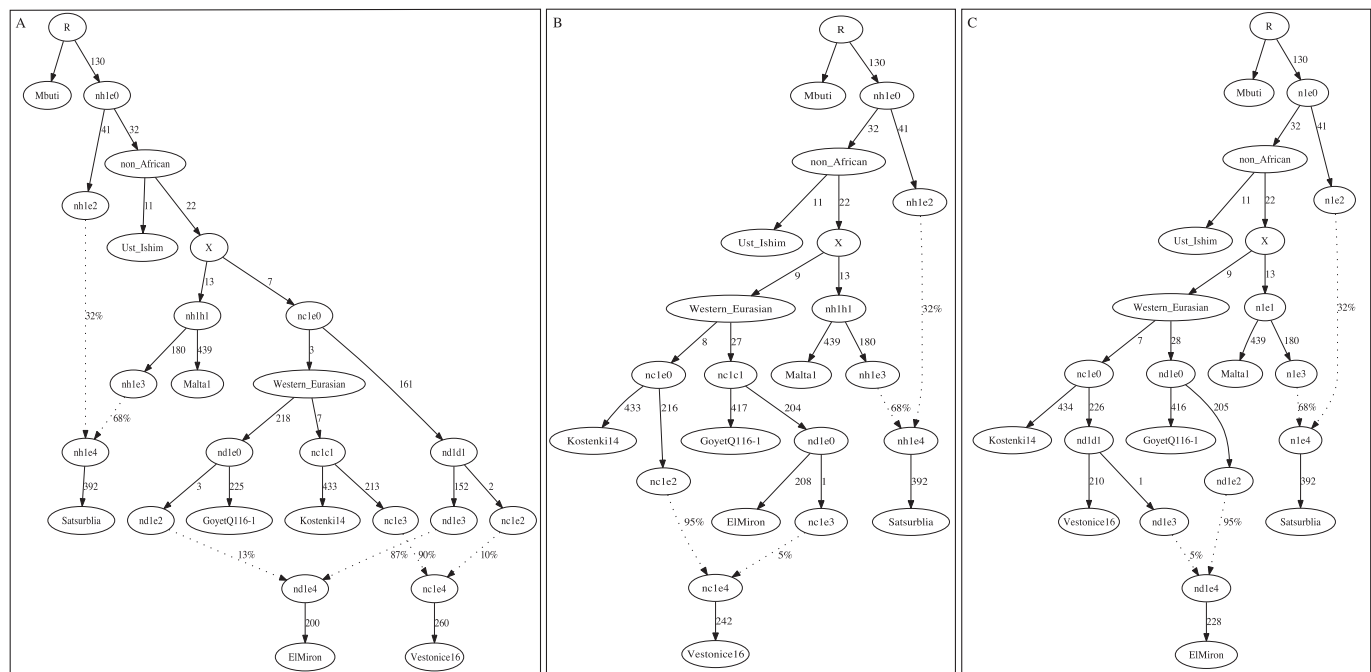 A
R
130
Mbuti
nh1e0
41
32
non_African
nh1e2
11
22
Ust_Ishim
X
13
7
32%
nh1h1
nc1e0
180
439
3
161
nh1e3
Malta1
Western_Eurasian
68%
218
7
nh1e4
nd1e0
nc1c1
nd1d1
392
3
225
433
213
152
2
Satsurblia
nd1e2
GoyetQ116-1
Kostenki14
nc1e3
nd1e3
nc1e2
13%
87%
90%
10%
nd1e4
nc1e4
200
260
ElMiron
Vestonice16
B
R
130
Mbuti
nh1e0
32
41
non_African
nh1e2
11
22
Ust_Ishim
X
9
13
Western_Eurasian
nh1h1
32%
8
27
439
180
nc1e0
nc1c1
Malta1
nh1e3
433
216
417
204
68%
Kostenki14
GoyetQ116-1
nd1e0
nh1e4
nc1e2
208
1
392
95%
ElMiron
nc1e3
Satsurblia
5%
nc1e4
242
Vestonice16
C
R
130
Mbuti
n1e0
32
41
non_African
n1e2
11
22
Ust_Ishim
X
9
13
Western_Eurasian
n1e1
32%
7
28
439
180
nc1e0
nd1e0
Malta1
n1e3
434
226
416
205
68%
Kostenki14
nd1d1
GoyetQ116-1
n1e4
210
1
nd1e2
392
Vestonice16
nd1e3
95%
Satsurblia
5%
nd1e4
228
ElMiron